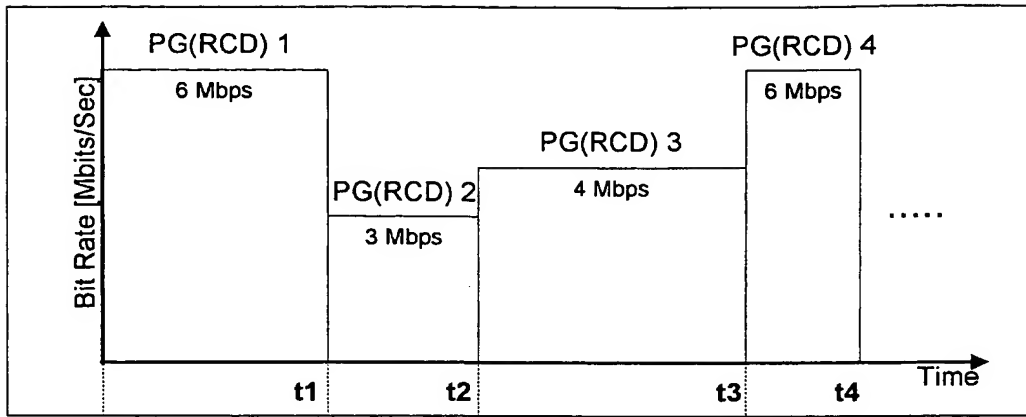 PG(RCD) 1
6 Mbps
PG(RCD) 2
3 Mbps
PG(RCD) 3
4 Mbps
PG(RCD) 4
6 Mbps
.....
Bit Rate [Mbits/Sec]
t1
t2
t3
t4
Time